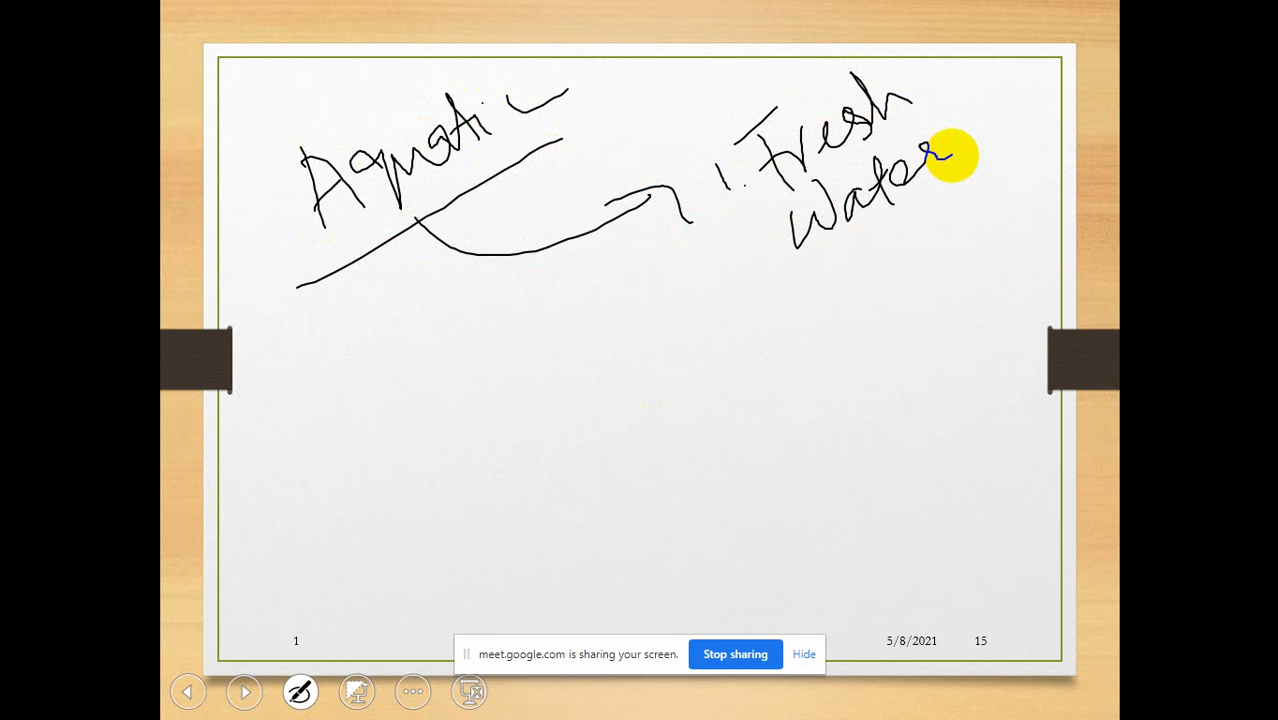 Aquatic
1. Fresh
Water
1
5/8/2021
15
meet.google.com is sharing your screen.
Stop sharing
Hide